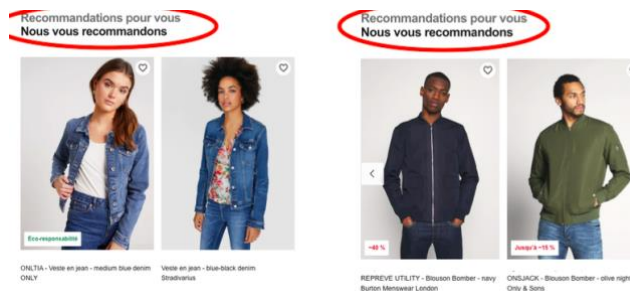 Recommandations pour vous
Nous vous recommandons
Eco-responsabilité
ONLTIA - Veste en jean - medium blue denim
ONLY
Veste en jean - blue-black denim
Stradivarius
Recommandations pour vous
Nous vous recommandons
-40 %
Jusqu'à -15 %
REPREVE UTILITY - Blouson Bomber - navy
Burton Menswear London
ONSJACK - Blouson Bomber - olive night
Only & Sons